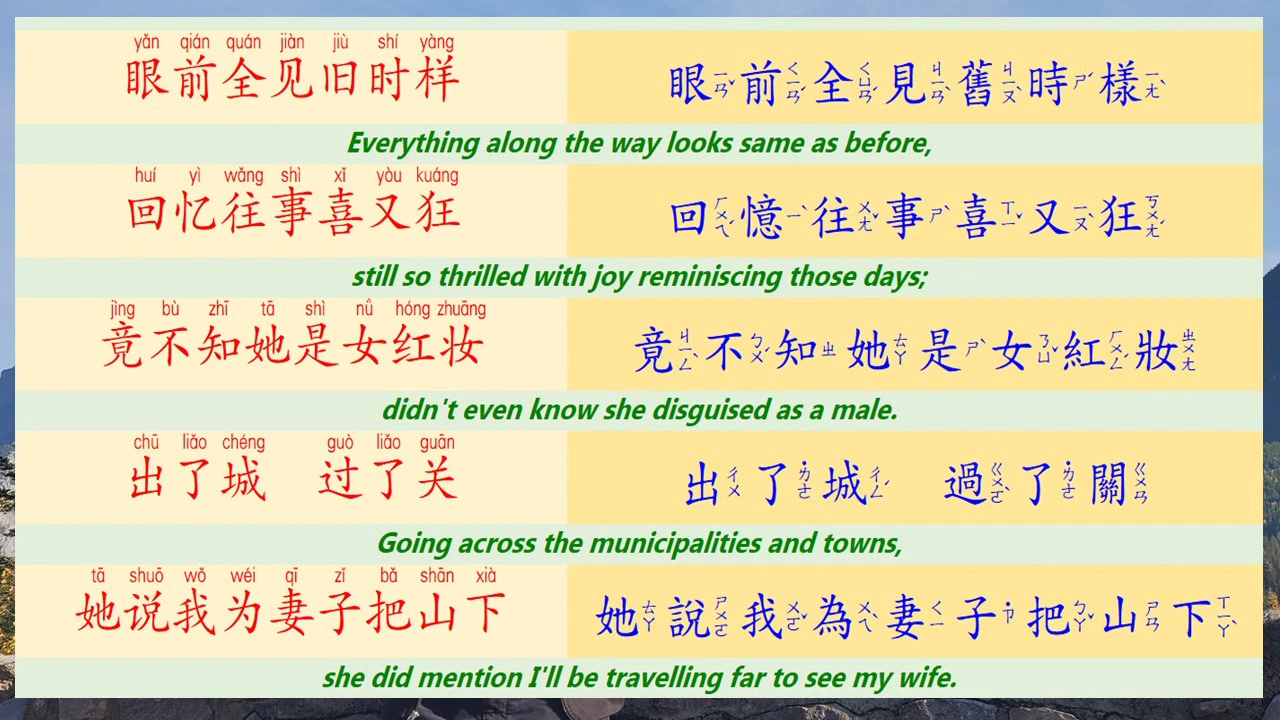 yǎn qián quán jiàn jiù shí yàng
眼前全见旧时样
眼ㄧㄢˇ前ㄑㄧㄢˊ全ㄑㄩㄢˊ見ㄐㄧㄢˋ舊ㄐㄧㄡˋ時ㄕˊ樣ㄧㄤˋ
Everything along the way looks same as before,
huí yì wǎng shì xǐ yòu kuáng
回忆往事喜又狂
回ㄏㄨㄟˊ憶ㄧˋ往ㄨㄤˇ事ㄕˋ喜ㄒㄧˇ又ㄧㄡˋ狂ㄎㄨㄤˊ
still so thrilled with joy reminiscing those days;
jìng bù zhī tā shì nǚ hóng zhuāng
竟不知她是女红妆
竟ㄐㄧㄥˋ不ㄅㄨˊ知ㄓ她ㄊㄚ是ㄕˋ女ㄋㄩˇ紅ㄏㄨㄥˊ妝ㄓㄨㄤ
didn't even know she disguised as a male.
chū liǎo chéng guò liǎo guān
出了城 过了关
出ㄔㄨ了˙ㄌㄜ城ㄔㄥˊ 過ㄍㄨㄛˋ了˙ㄌㄜ關ㄍㄨㄢ
Going across the municipalities and towns,
tā shuō wǒ wéi qī zǐ bǎ shān xià
她说我为妻子把山下
她ㄊㄚ說ㄕㄨㄛ我ㄨㄛˇ為ㄨㄟˊ妻ㄑㄧ子˙ㄗ把ㄅㄚˇ山ㄕㄢ下ㄒㄧㄚˋ
she did mention I'll be travelling far to see my wife.